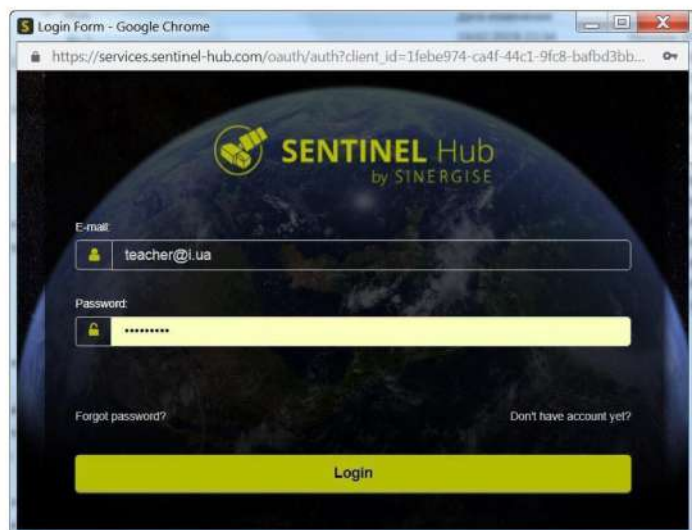 Login Form - Google Chrome
https://services.sentinel-hub.com/oauth/auth?client_id=1febe974-ca4f-44c1-9fc8-bafbd3bb...
SENTINEL Hub
by SINERGISE
E-mail:
teacher@i.ua
Password:
•••••••••
Forgot password?
Don't have account yet?
Login